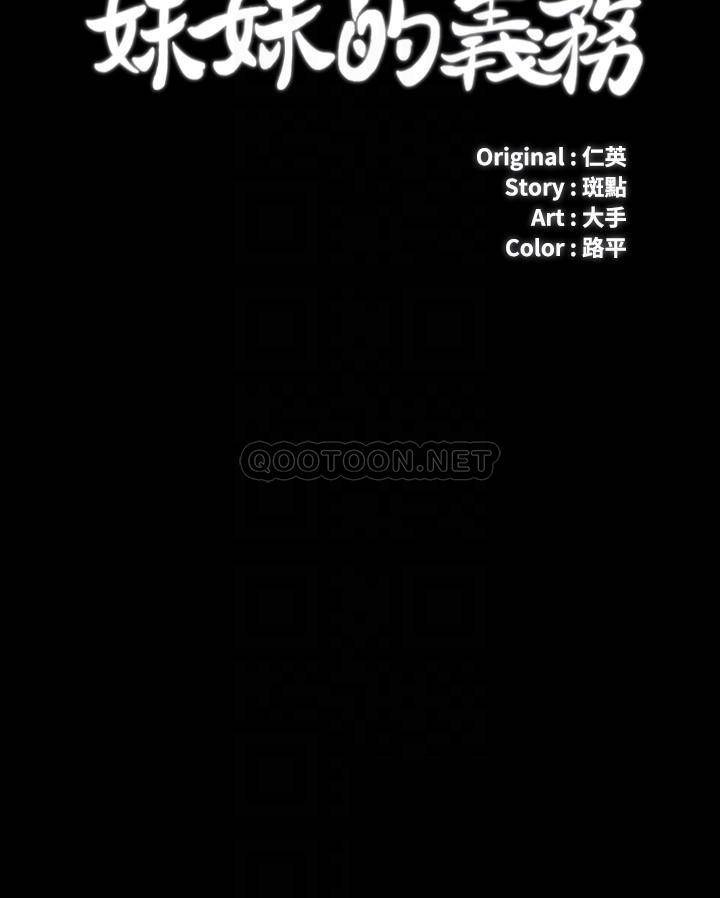 妹妹的義務
Original : 仁英
Story : 斑點
Art : 大手
Color : 路平
QOOTOON.NET